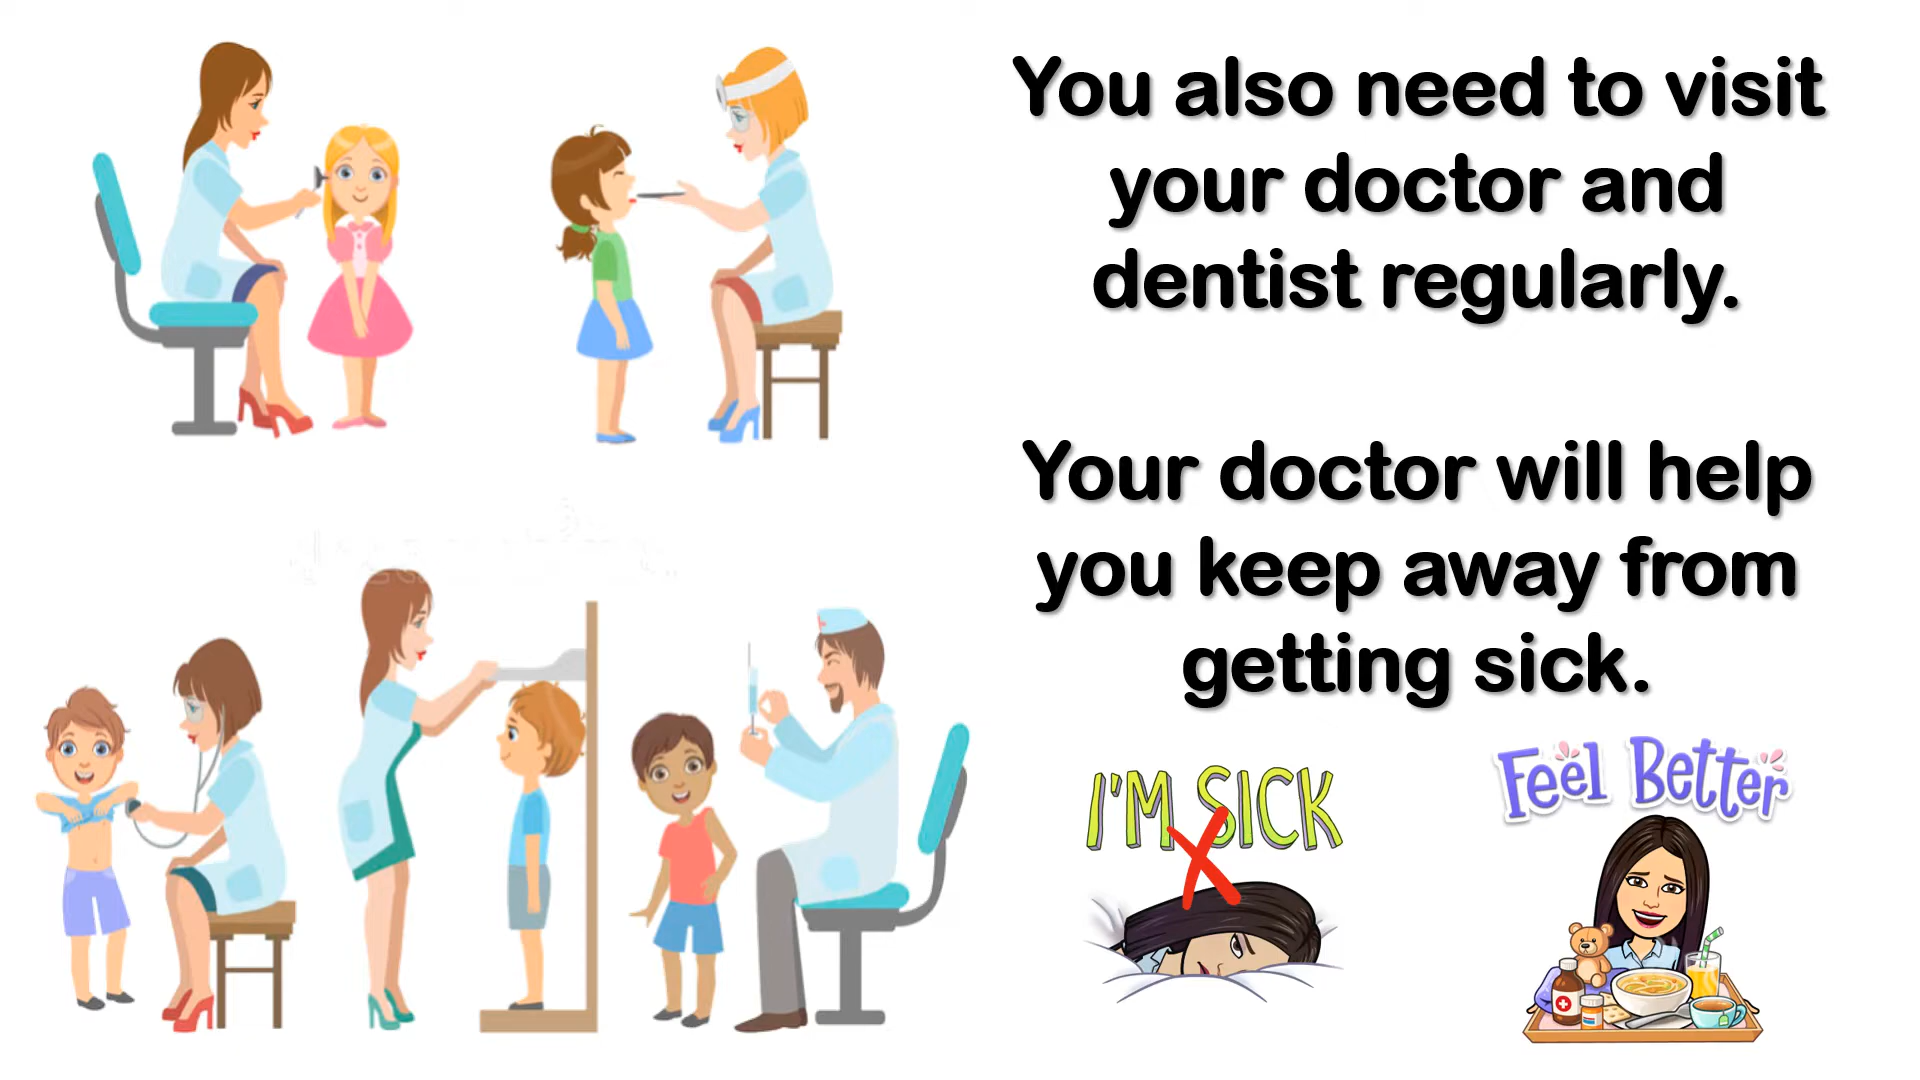 You also need to visit
your doctor and
dentist regularly.
Your doctor will help
you keep away from
getting sick.
I'M SICK
Feel Better